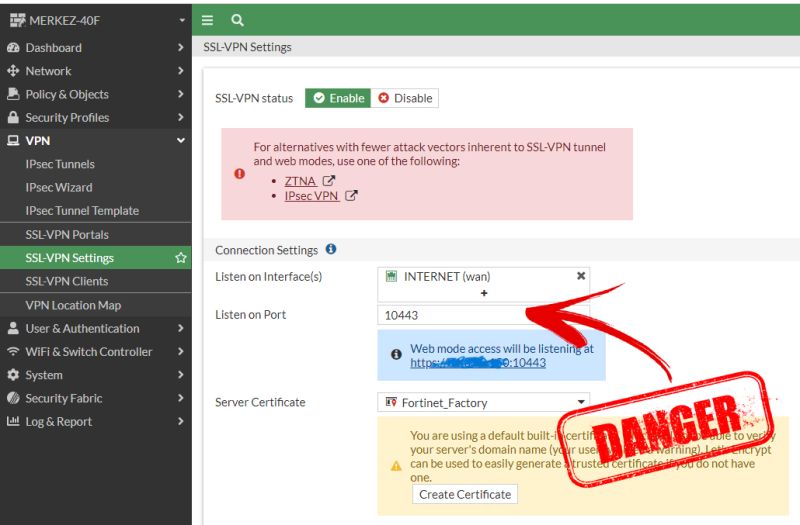 MERKEZ-40F
Dashboard
Network
Policy & Objects
Security Profiles
VPN
IPsec Tunnels
IPsec Wizard
IPsec Tunnel Template
SSL-VPN Portals
SSL-VPN Settings
SSL-VPN Clients
VPN Location Map
User & Authentication
WiFi & Switch Controller
System
Security Fabric
Log & Report
SSL-VPN Settings
SSL-VPN status Enable Disable
For alternatives with fewer attack vectors inherent to SSL-VPN tunnel
and web modes, use one of the following:
• ZTNA
• IPsec VPN
Connection Settings
Listen on Interface(s) INTERNET (wan)
Listen on Port 10443
Web mode access will be listening at
https:/ 0:10443
Server Certificate Fortinet_Factory
You are using a default built-in certific able to verify
your server's domain name (your use warning). Let's Encrypt
can be used to easily generate a trusted certificate if you do not have
one.
Create Certificate
DANGER